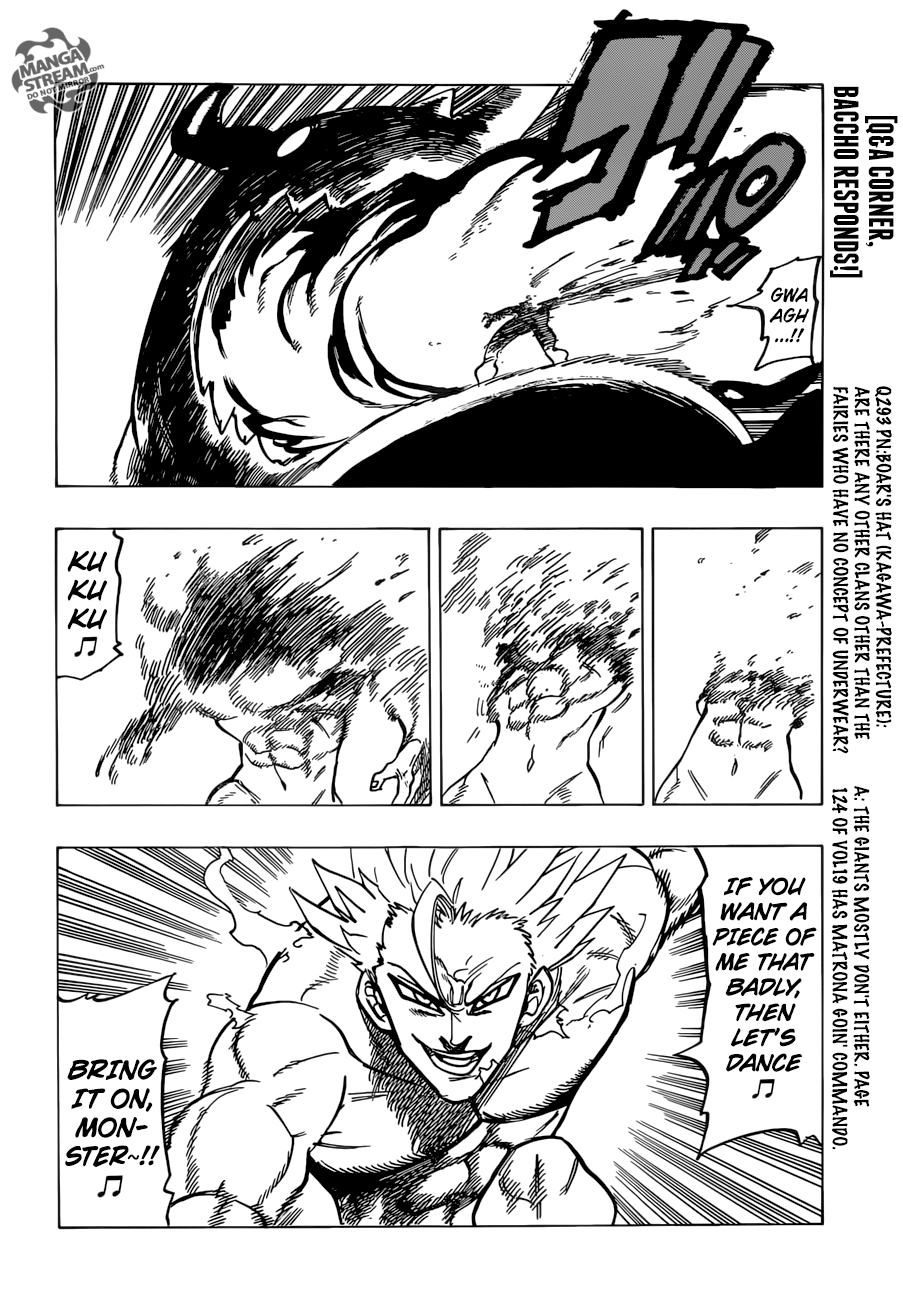 MANGA
STREAM.com
DO NOT MIRROR
[Q&A CORNER,
BACCHO RESPONDS!]
Q293 PN:BOAR'S HAT (KAGAWA-PREFECTURE):
ARE THERE ANY OTHER CLANS OTHER THAN THE
FAIRIES WHO HAVE NO CONCEPT OF UNDERWEAR?
A: THE GIANTS MOSTLY DON'T EITHER. PAGE
124 OF VOL.19 HAS MATRONA GOIN' COMMANDO.
GWA
AGH
...!!
KU
KU
KU
♫
IF YOU
WANT A
PIECE OF
ME THAT
BADLY,
THEN
LET'S
DANCE
♫
BRING
IT ON,
MON-
STER~!!
♫